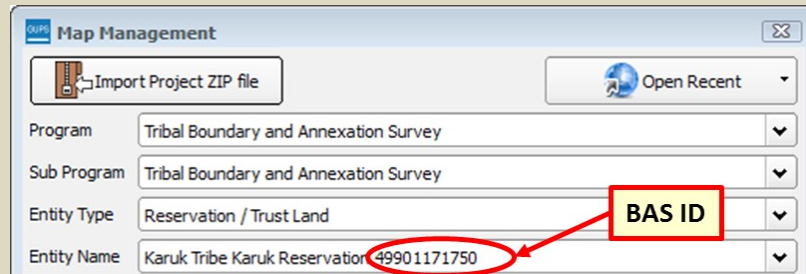 GUPS Map Management
Import Project ZIP file Open Recent
Program Tribal Boundary and Annexation Survey
Sub Program Tribal Boundary and Annexation Survey
Entity Type Reservation / Trust Land
BAS ID
Entity Name Karuk Tribe Karuk Reservation 49901171750